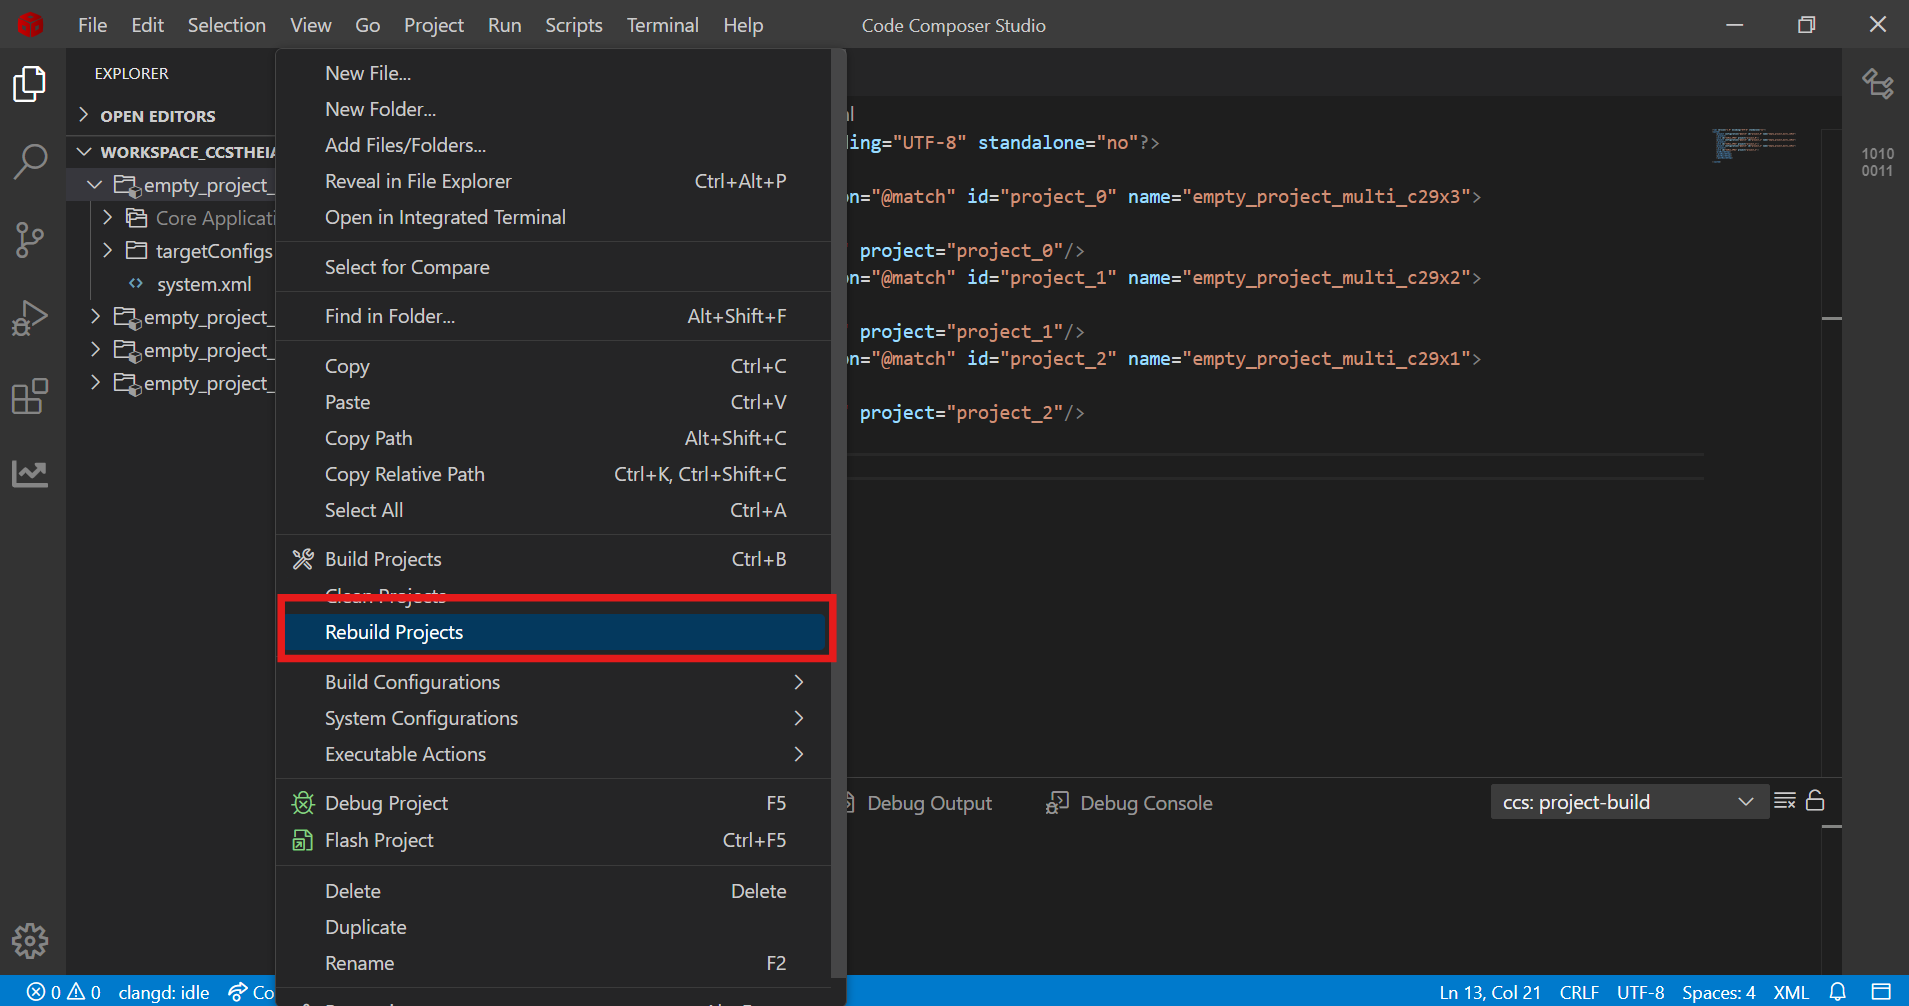 File Edit Selection View Go Project Run Scripts Terminal Help Code Composer Studio
EXPLORER
OPEN EDITORS
WORKSPACE_CCSTHEIA
empty_project_
Core Applicati
targetConfigs
system.xml
empty_project_
empty_project_
empty_project_
New File...
New Folder...
Add Files/Folders...
Reveal in File Explorer Ctrl+Alt+P
Open in Integrated Terminal
Select for Compare
Find in Folder... Alt+Shift+F
Copy Ctrl+C
Paste Ctrl+V
Copy Path Alt+Shift+C
Copy Relative Path Ctrl+K, Ctrl+Shift+C
Select All Ctrl+A
Build Projects Ctrl+B
Clean Projects
Rebuild Projects
Build Configurations
System Configurations
Executable Actions
Debug Project F5
Flash Project Ctrl+F5
Delete Delete
Duplicate
Rename F2
ding="UTF-8" standalone="no"?>
on="@match" id="project_0" name="empty_project_multi_c29x3">
project="project_0"/>
on="@match" id="project_1" name="empty_project_multi_c29x2">
project="project_1"/>
on="@match" id="project_2" name="empty_project_multi_c29x1">
project="project_2"/>
Debug Output Debug Console ccs: project-build
1010
0011
0 0 clangd: idle Co Ln 13, Col 21 CRLF UTF-8 Spaces: 4 XML